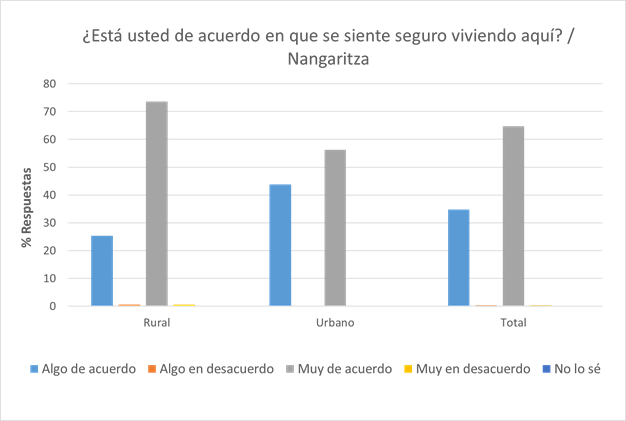 ¿Está usted de acuerdo en que se siente seguro viviendo aquí? /
Nangaritza
% Respuestas
80
70
60
50
40
30
20
10
0
Rural
Urbano
Total
Algo de acuerdo
Algo en desacuerdo
Muy de acuerdo
Muy en desacuerdo
No lo sé